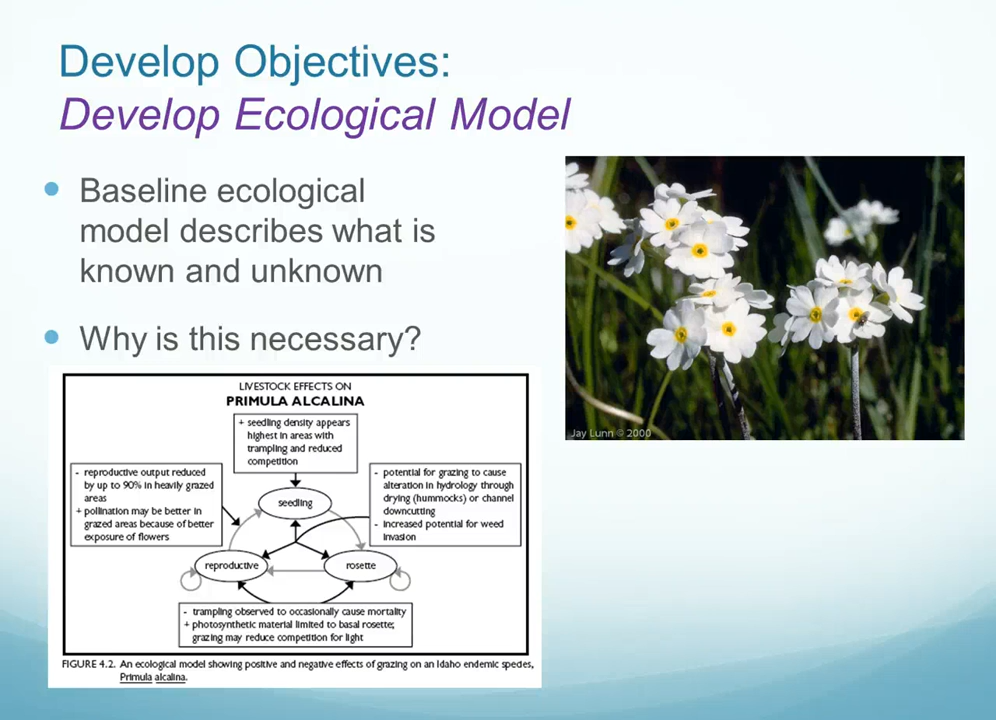 Develop Objectives:
Develop Ecological Model
Baseline ecological
model describes what is
known and unknown
Why is this necessary?
Jay Lunn © 2000
LIVESTOCK EFFECTS ON
PRIMULA ALCALINA
+ seedling density appears
highest in areas with
trampling and reduced
competition
- reproductive output reduced
by up to 90% in heavily grazed
areas
+ pollination may be better in
grazed areas because of better
exposure of flowers
- potential for grazing to cause
alteration in hydrology through
drying (hummocks) or channel
downcutting
- increased potential for weed
invasion
seedling
reproductive
rosette
- trampling observed to occasionally cause mortality
+ photosynthetic material limited to basal rosette;
grazing may reduce competition for light
FIGURE 4.2. An ecological model showing positive and negative effects of grazing on an Idaho endemic species,
Primula alcalina.